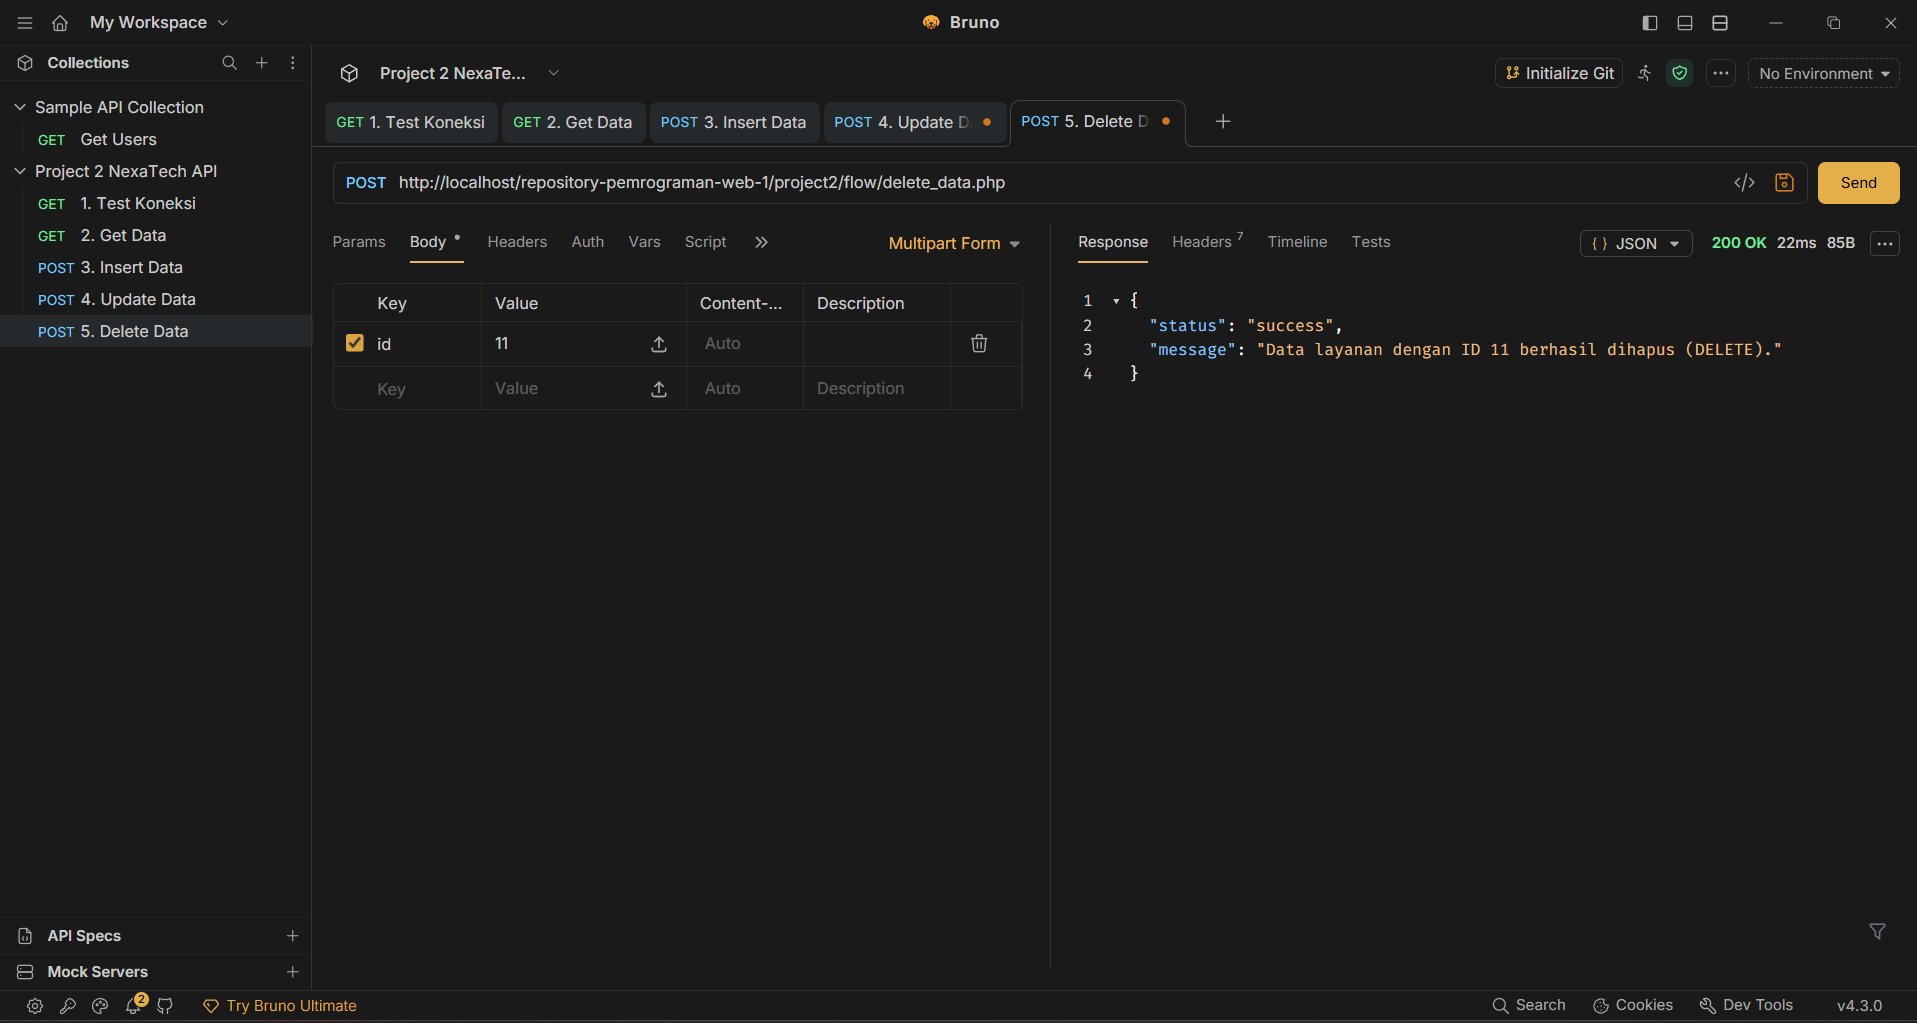 My Workspace
Bruno
Collections
Sample API Collection
GET Get Users
Project 2 NexaTech API
GET 1. Test Koneksi
GET 2. Get Data
POST 3. Insert Data
POST 4. Update Data
POST 5. Delete Data
Project 2 NexaTe...
Initialize Git
No Environment
GET 1. Test Koneksi
GET 2. Get Data
POST 3. Insert Data
POST 4. Update D
POST 5. Delete D
POST http://localhost/repository-pemrograman-web-1/project2/flow/delete_data.php
Send
Params Body Headers Auth Vars Script
Multipart Form
Key Value Content-... Description
id 11 Auto
Key Value Auto Description
Response Headers 7 Timeline Tests
{ } JSON
200 OK 22ms 85B
1 {
2 "status": "success",
3 "message": "Data layanan dengan ID 11 berhasil dihapus (DELETE)."
4 }
API Specs
Mock Servers
2
Try Bruno Ultimate
Search
Cookies
Dev Tools
v4.3.0